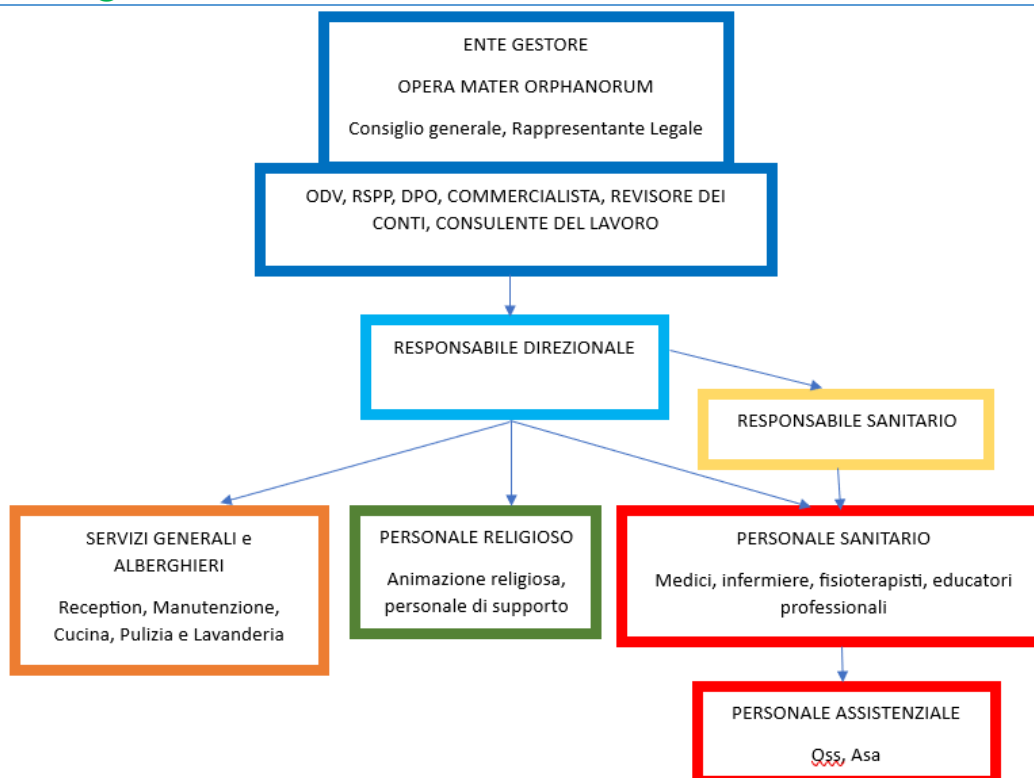 ENTE GESTORE
OPERA MATER ORPHANORUM
Consiglio generale, Rappresentante Legale
ODV, RSPP, DPO, COMMERCIALISTA, REVISORE DEI
CONTI, CONSULENTE DEL LAVORO
RESPONSABILE DIREZIONALE
RESPONSABILE SANITARIO
SERVIZI GENERALI e
ALBERGHIERI
Reception, Manutenzione,
Cucina, Pulizia e Lavanderia
PERSONALE RELIGIOSO
Animazione religiosa,
personale di supporto
PERSONALE SANITARIO
Medici, infermiere, fisioterapisti, educatori
professionali
PERSONALE ASSISTENZIALE
Oss, Asa